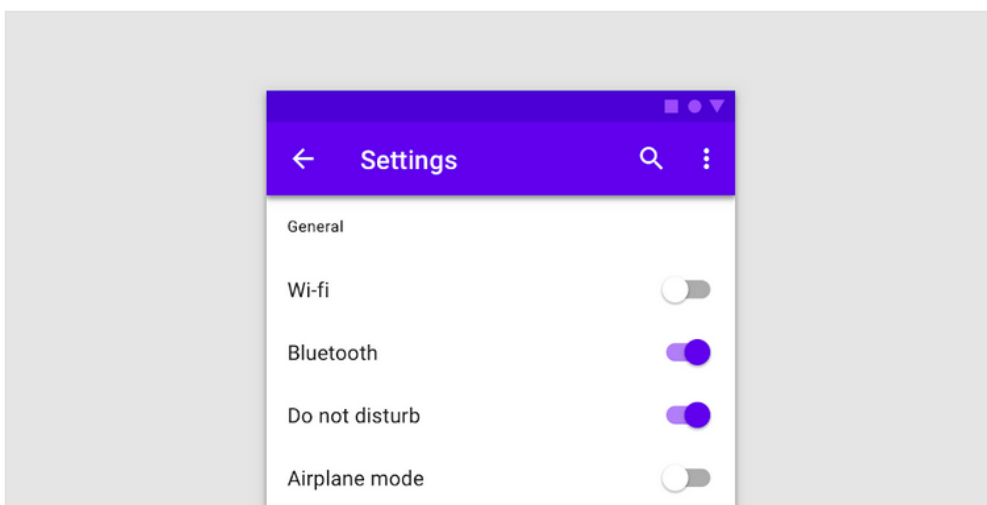 Settings
General
Wi-fi
Bluetooth
Do not disturb
Airplane mode